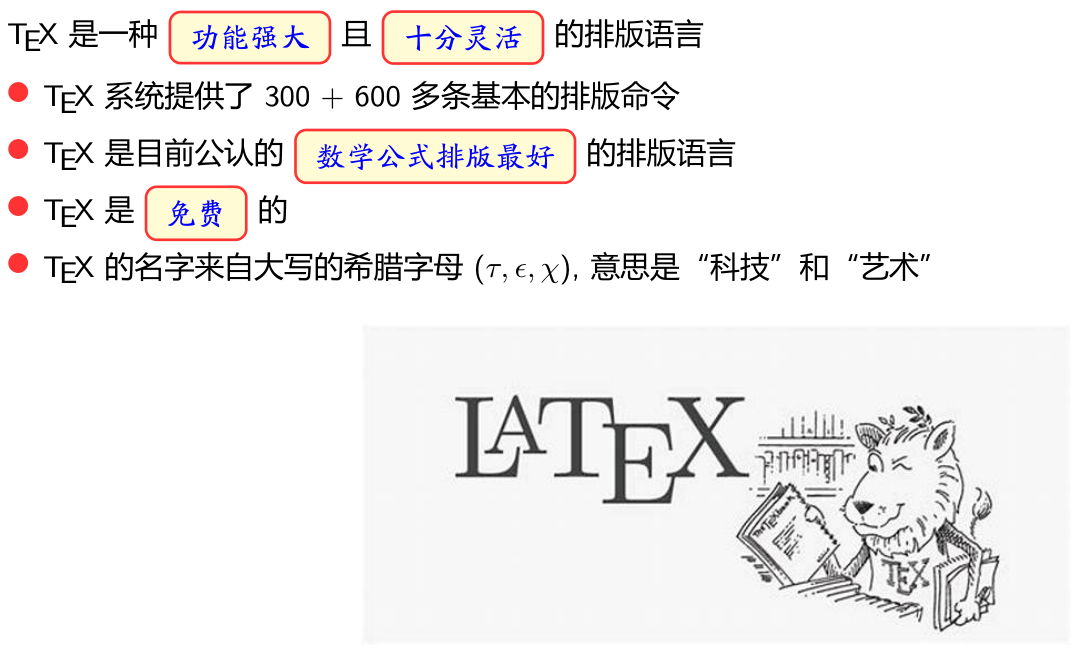 TEX 是一种 功能强大 且 十分灵活 的排版语言
TEX 系统提供了 300 + 600 多条基本的排版命令
TEX 是目前公认的 数学公式排版最好 的排版语言
TEX 是 免费 的
TEX 的名字来自大写的希腊字母 (τ, ϵ, χ), 意思是“科技”和“艺术”
LATEX
The TEXbook
TEX